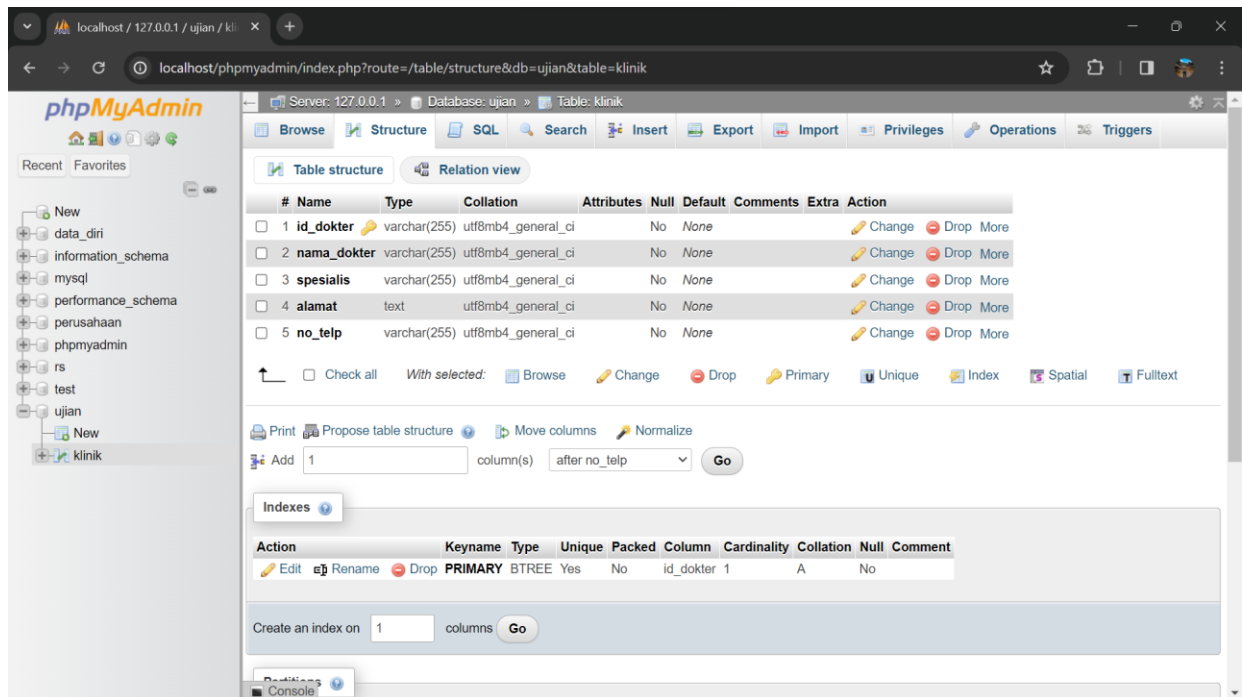 localhost / 127.0.0.1 / ujian / kli
localhost/phpmyadmin/index.php?route=/table/structure&db=ujian&table=klinik
phpMyAdmin
Recent Favorites
New
data_diri
information_schema
mysql
performance_schema
perusahaan
phpmyadmin
rs
test
ujian
New
klinik
Server: 127.0.0.1 » Database: ujian » Table: klinik
Browse Structure SQL Search Insert Export Import Privileges Operations Triggers
Table structure Relation view
# Name Type Collation Attributes Null Default Comments Extra Action
1 id_dokter varchar(255) utf8mb4_general_ci No None Change Drop More
2 nama_dokter varchar(255) utf8mb4_general_ci No None Change Drop More
3 spesialis varchar(255) utf8mb4_general_ci No None Change Drop More
4 alamat text utf8mb4_general_ci No None Change Drop More
5 no_telp varchar(255) utf8mb4_general_ci No None Change Drop More
Check all With selected: Browse Change Drop Primary Unique Index Spatial Fulltext
Print Propose table structure Move columns Normalize
Add 1 column(s) after no_telp Go
Indexes
Action Keyname Type Unique Packed Column Cardinality Collation Null Comment
Edit Rename Drop PRIMARY BTREE Yes No id_dokter 1 A No
Create an index on 1 columns Go
Partitions
Console